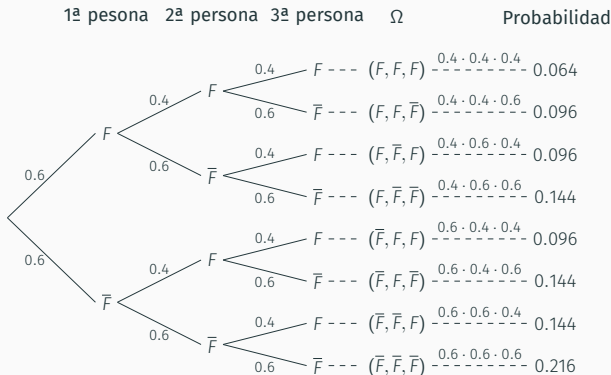 1ª pesona 2ª persona 3ª persona Ω Probabilidad
0.4 F (F, F, F) 0.4 · 0.4 · 0.4 0.064
0.4 F
0.6 F̅ (F, F, F̅) 0.4 · 0.4 · 0.6 0.096
F
0.4 F (F, F̅, F) 0.4 · 0.6 · 0.4 0.096
0.6 F̅
0.6 F̅ (F, F̅, F̅) 0.4 · 0.6 · 0.6 0.144
0.6
0.4 F (F̅, F, F) 0.6 · 0.4 · 0.4 0.096
0.6
0.4 F
0.6 F̅ (F̅, F, F̅) 0.6 · 0.4 · 0.6 0.144
F̅
0.4 F (F̅, F̅, F) 0.6 · 0.6 · 0.4 0.144
0.6 F̅
0.6 F̅ (F̅, F̅, F̅) 0.6 · 0.6 · 0.6 0.216